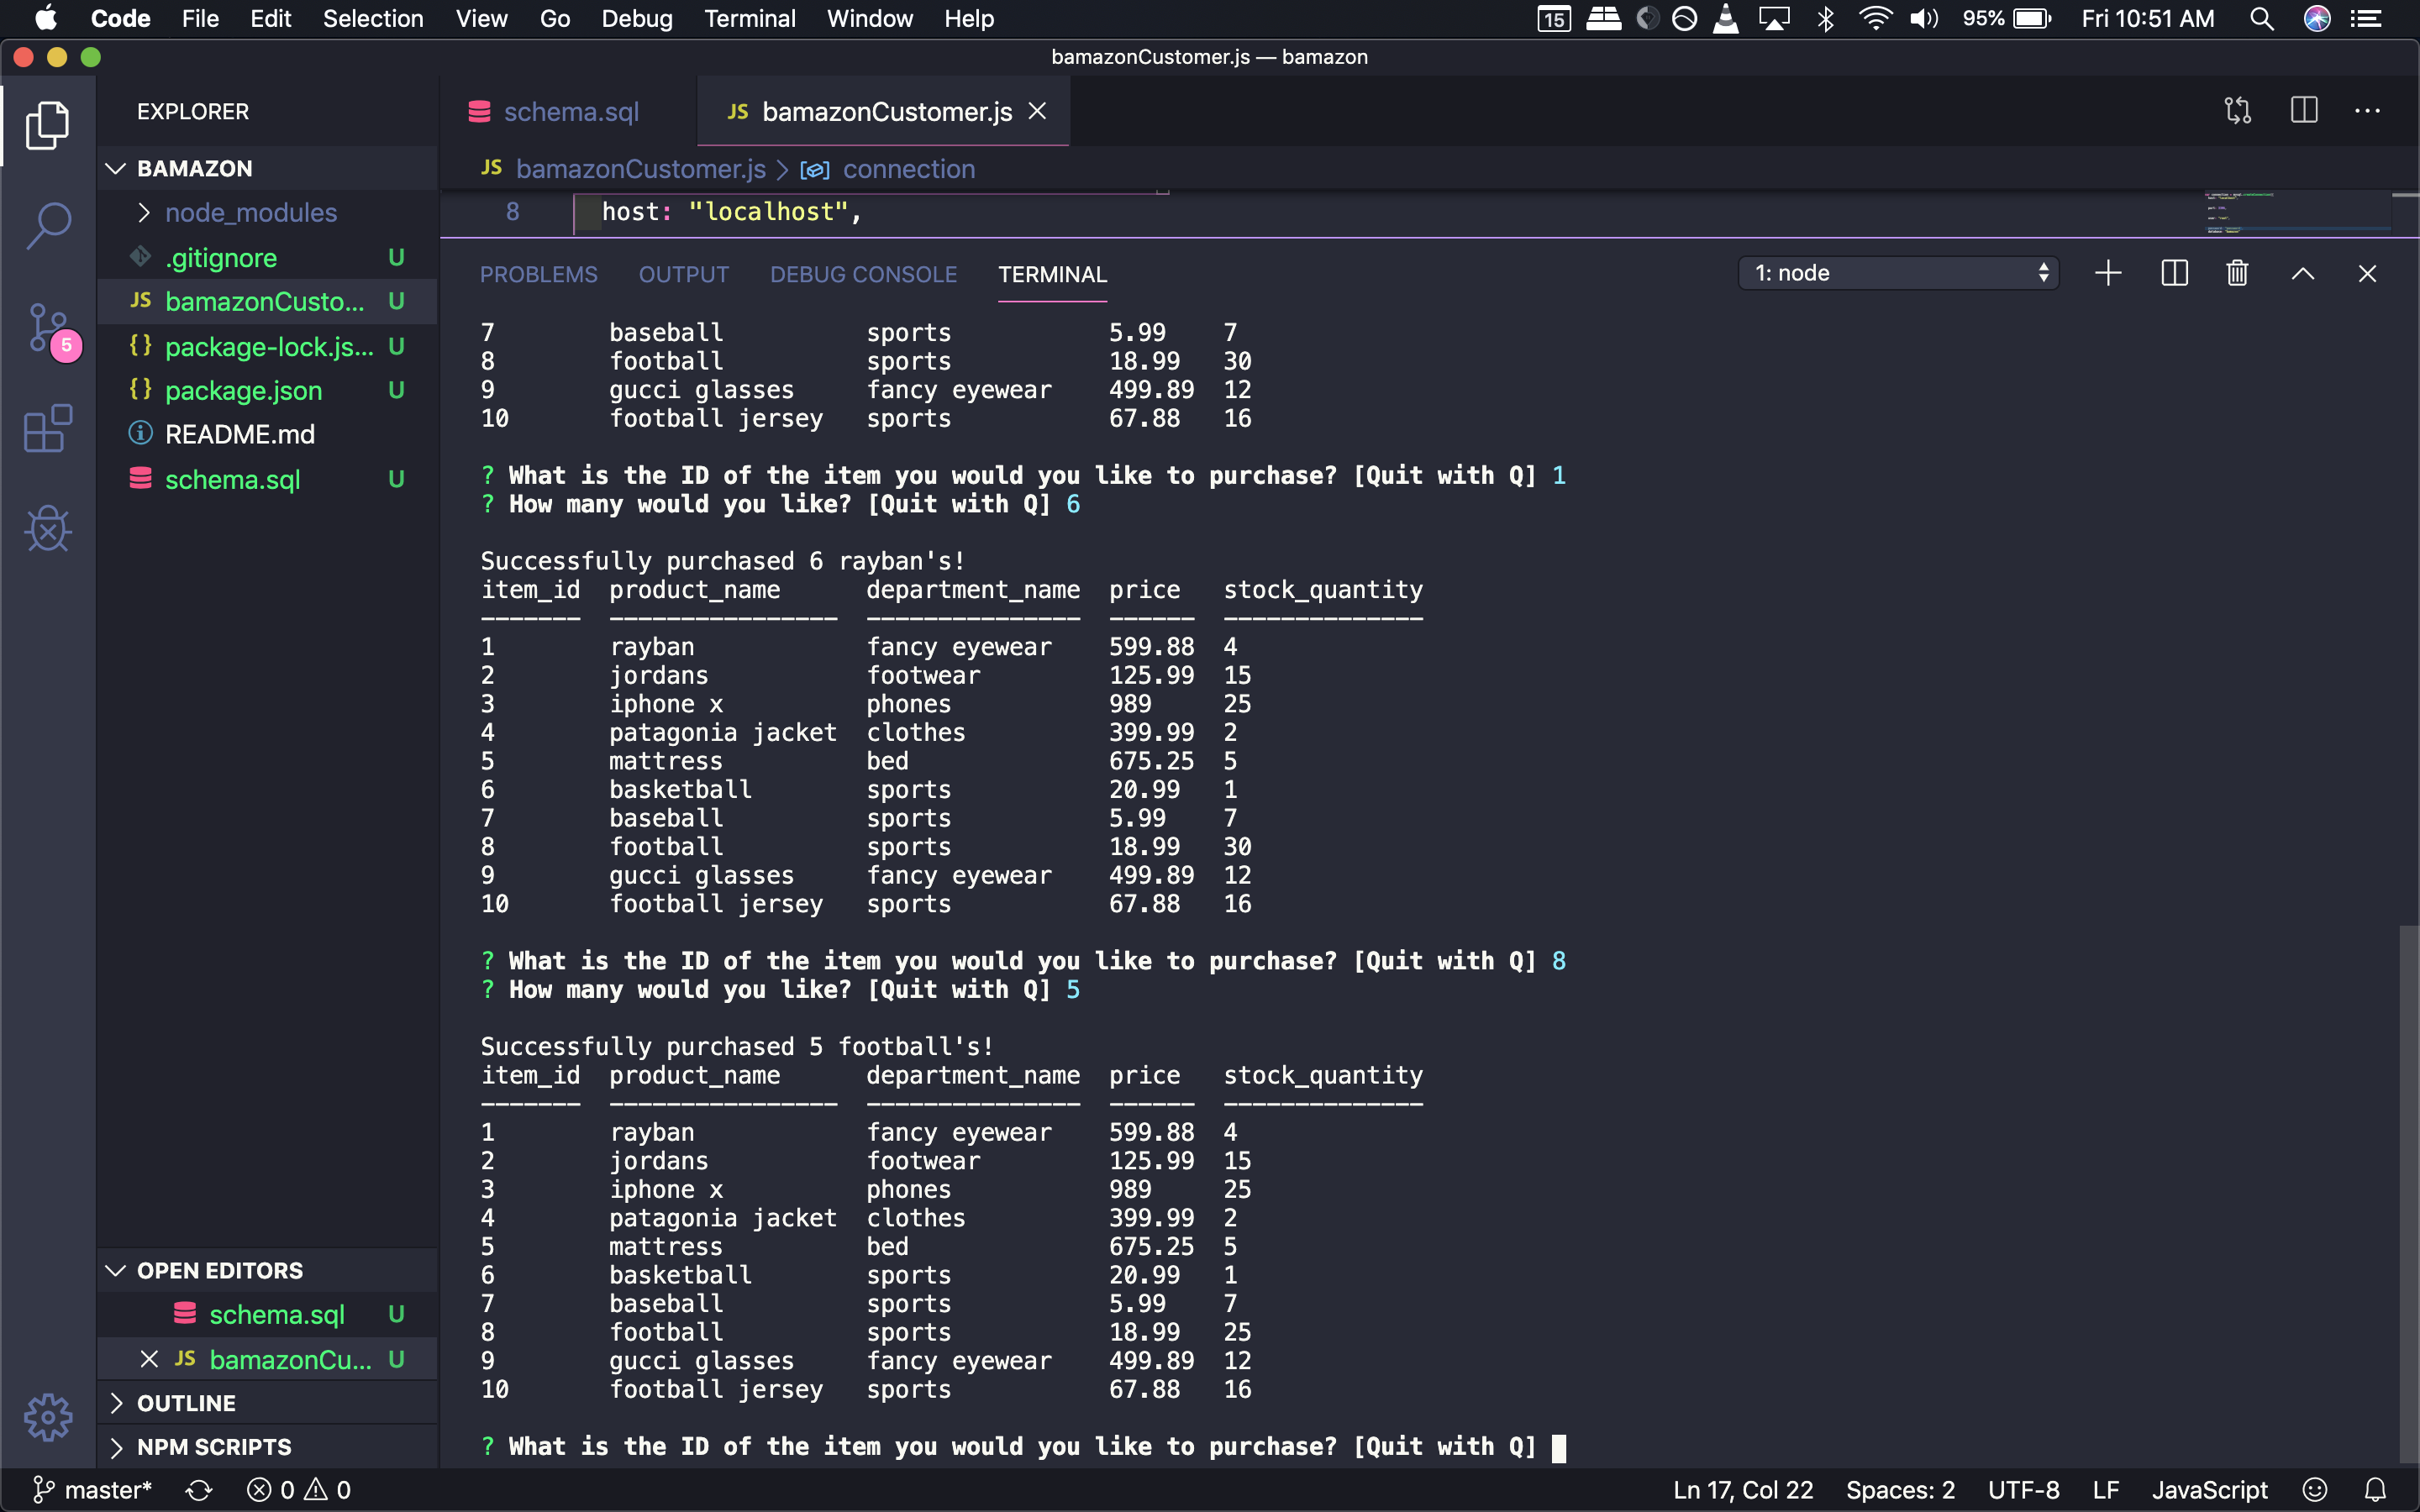 Code File Edit Selection View Go Debug Terminal Window Help 15 95% Fri 10:51 AM
bamazonCustomer.js — bamazon
EXPLORER
schema.sql
JS bamazonCustomer.js
BAMAZON
JS bamazonCustomer.js > connection
node_modules
8 host: "localhost",
.gitignore U
JS bamazonCusto... U
{} package-lock.js... U
{} package.json U
README.md
schema.sql U
5
PROBLEMS OUTPUT DEBUG CONSOLE TERMINAL 1: node
7 baseball sports 5.99 7
8 football sports 18.99 30
9 gucci glasses fancy eyewear 499.89 12
10 football jersey sports 67.88 16
? What is the ID of the item you would you like to purchase? [Quit with Q] 1
? How many would you like? [Quit with Q] 6
Successfully purchased 6 rayban's!
item_id product_name department_name price stock_quantity
------- ---------------- --------------- ------ --------------
1 rayban fancy eyewear 599.88 4
2 jordans footwear 125.99 15
3 iphone x phones 989 25
4 patagonia jacket clothes 399.99 2
5 mattress bed 675.25 5
6 basketball sports 20.99 1
7 baseball sports 5.99 7
8 football sports 18.99 30
9 gucci glasses fancy eyewear 499.89 12
10 football jersey sports 67.88 16
? What is the ID of the item you would you like to purchase? [Quit with Q] 8
? How many would you like? [Quit with Q] 5
Successfully purchased 5 football's!
item_id product_name department_name price stock_quantity
------- ---------------- --------------- ------ --------------
1 rayban fancy eyewear 599.88 4
2 jordans footwear 125.99 15
3 iphone x phones 989 25
4 patagonia jacket clothes 399.99 2
5 mattress bed 675.25 5
6 basketball sports 20.99 1
7 baseball sports 5.99 7
8 football sports 18.99 25
9 gucci glasses fancy eyewear 499.89 12
10 football jersey sports 67.88 16
? What is the ID of the item you would you like to purchase? [Quit with Q]
OPEN EDITORS
schema.sql U
JS bamazonCu... U
OUTLINE
NPM SCRIPTS
master* 0 0 Ln 17, Col 22 Spaces: 2 UTF-8 LF JavaScript